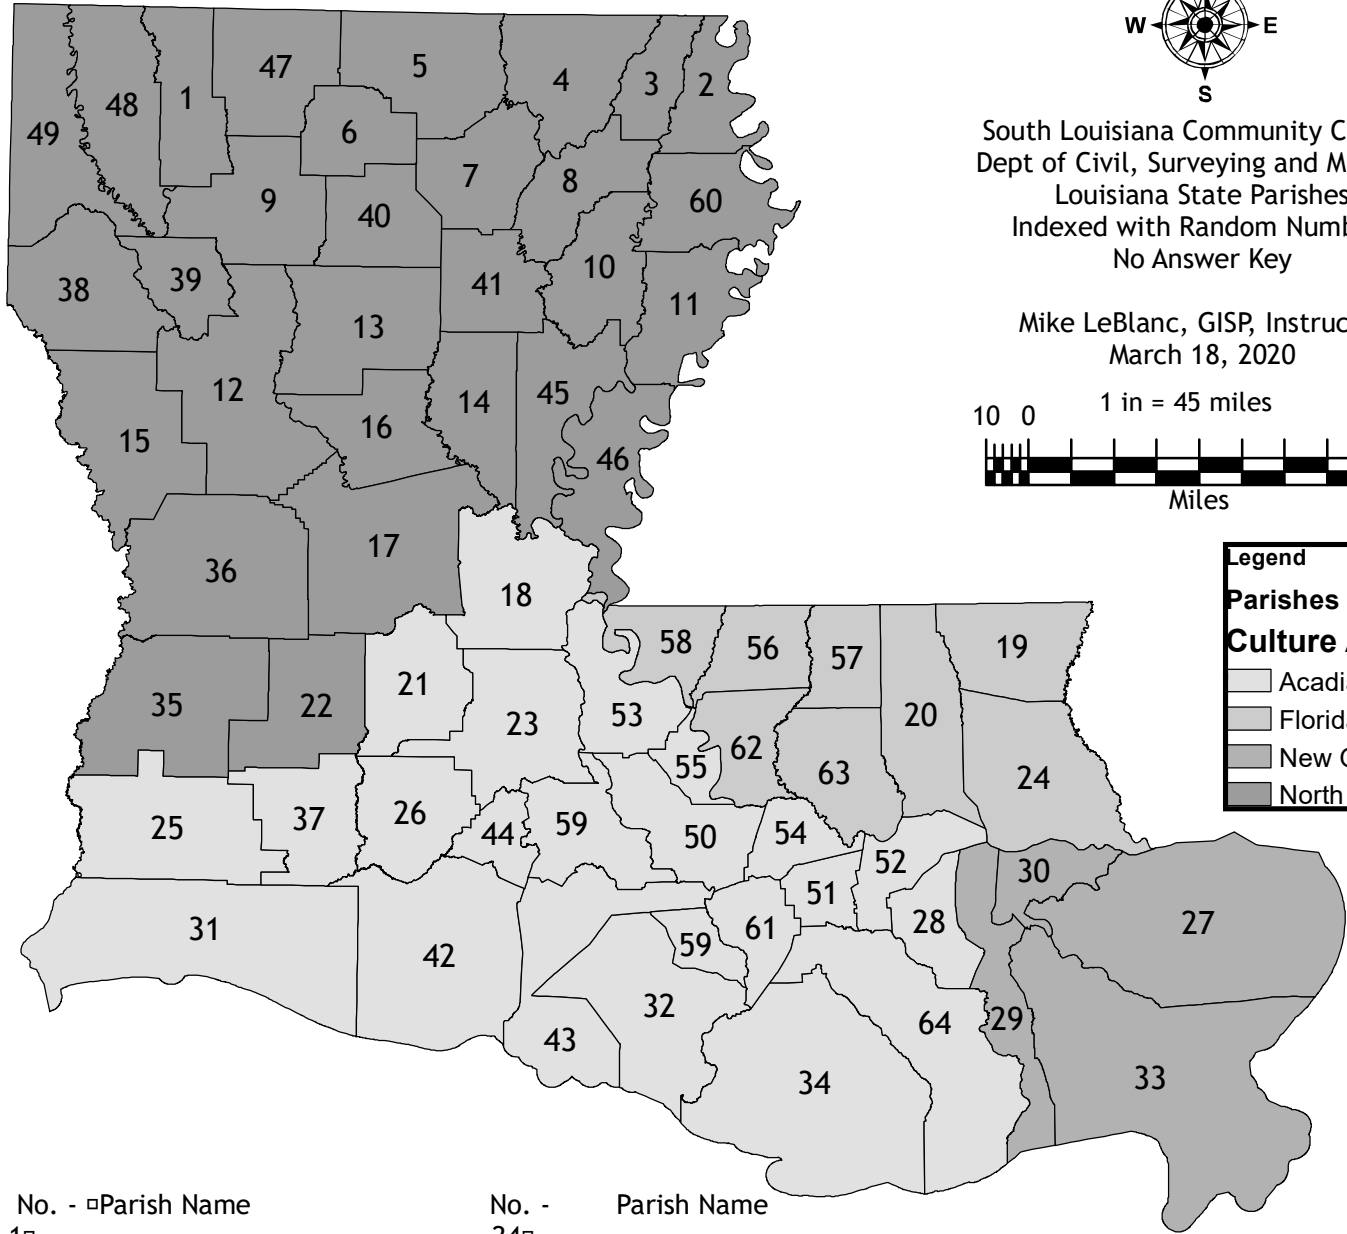 W E
S
South Louisiana Community C
Dept of Civil, Surveying and M
Louisiana State Parishes
Indexed with Random Numb
No Answer Key
Mike LeBlanc, GISP, Instruc
March 18, 2020
1 in = 45 miles
10 0
Miles
Legend
Parishes
Culture
Acadia
Florid
New O
North
47 5 4 3 2
49 48 1 6
7 8
9 40 60
38 39 41 10 11
13
12 14 45
15 16 46
36 17
18
58 56 57 19
35 22 21 23 53 20
55 62 63 24
25 37 26 44 59 50 54 52
30
51
31 42 59 61 28 27
32 29
43 64
34 33
No. - Parish Name No. - Parish Name